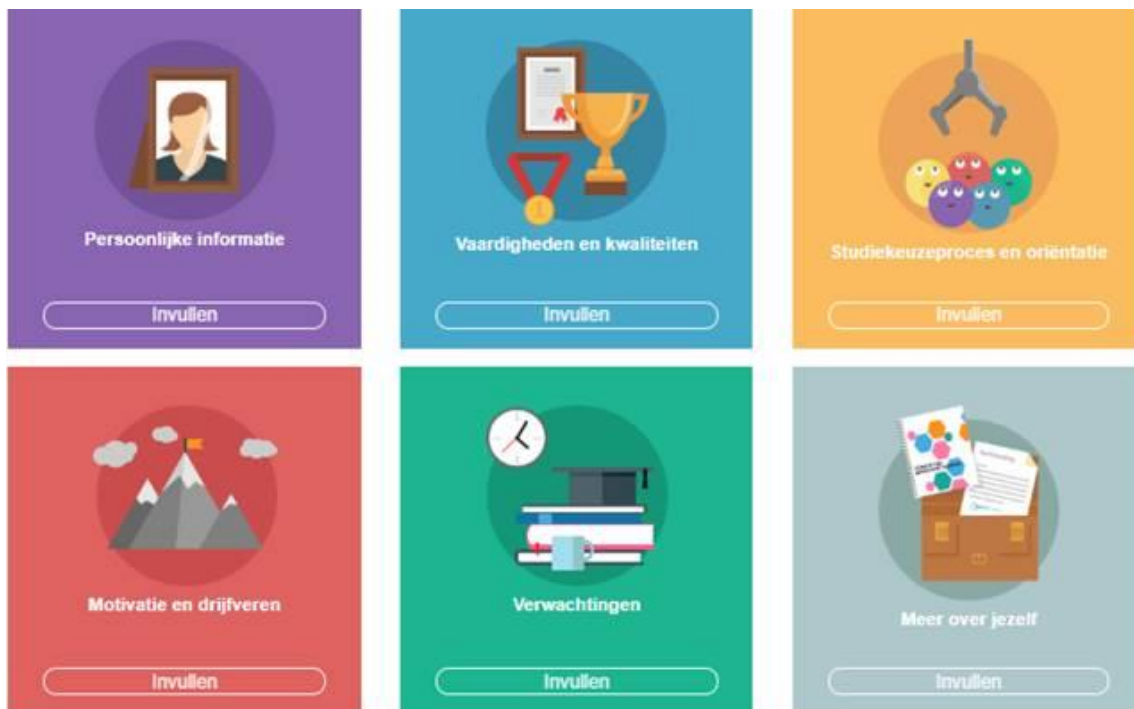 Persoonlijke informatie
Invullen
Vaardigheden en kwaliteiten
Invullen
Studiekeuzeproces en oriëntatie
Invullen
Motivatie en drijfveren
Invullen
Verwachtingen
Invullen
Meer over jezelf
Invullen